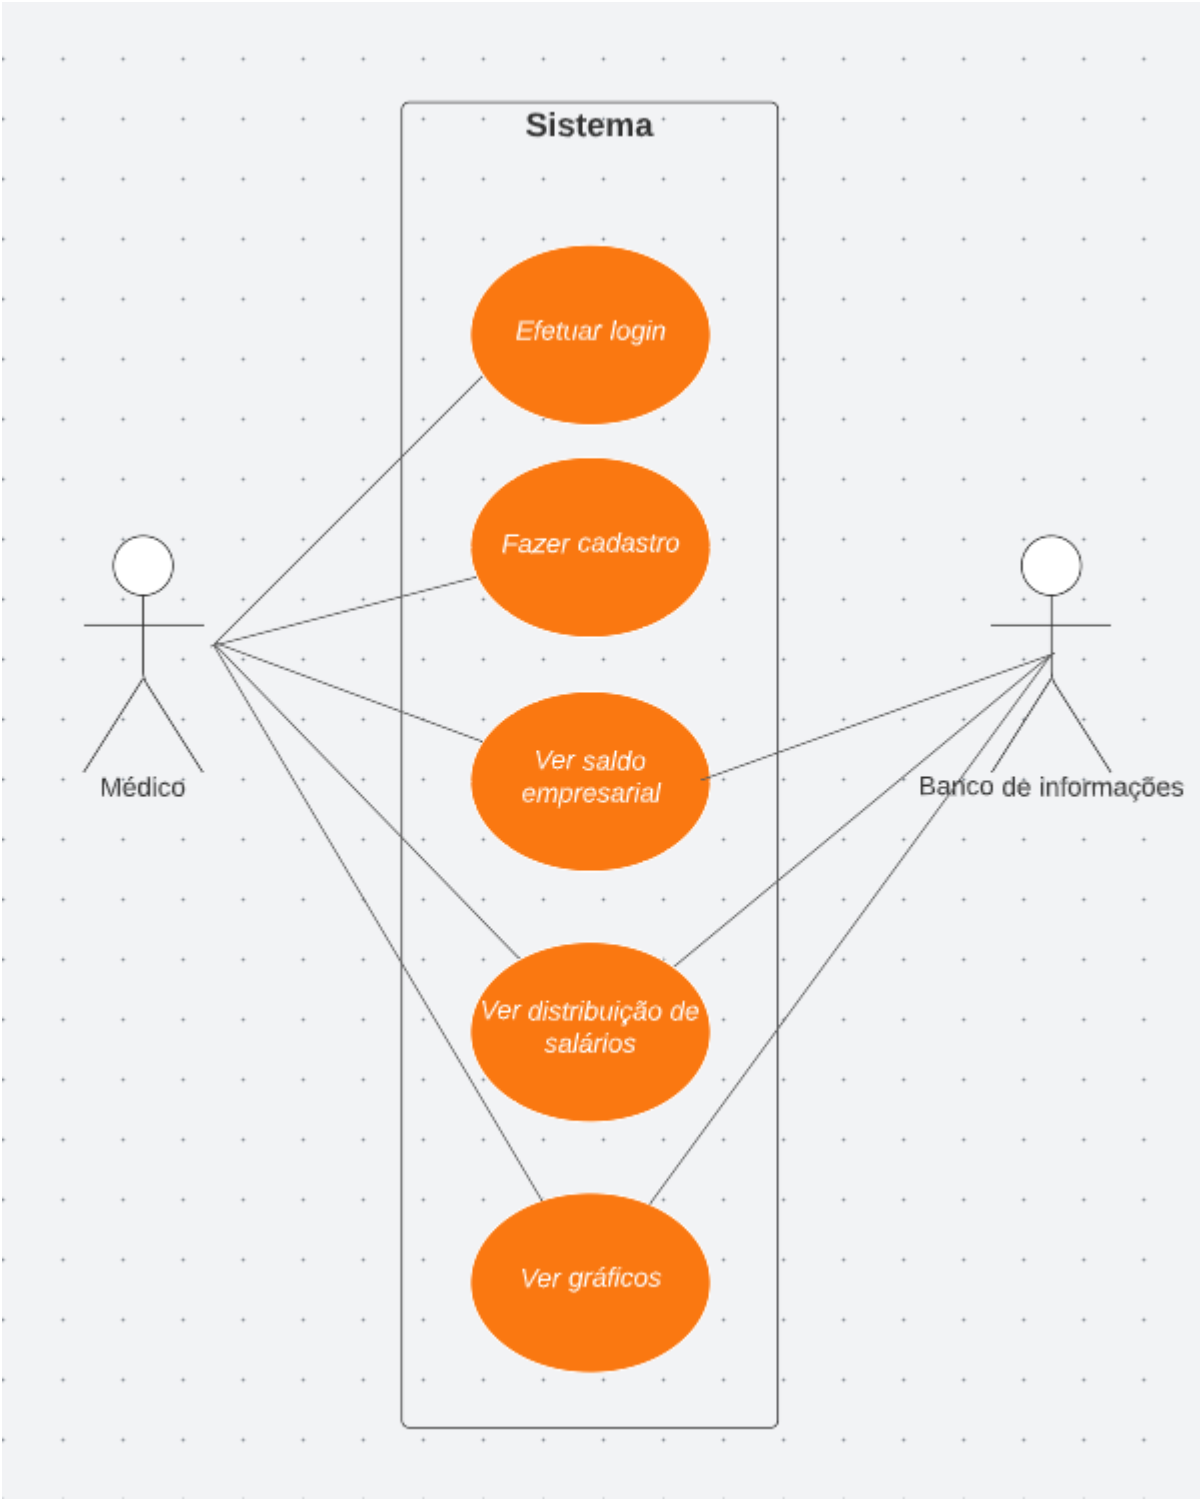 Sistema
Efetuar login
Fazer cadastro
Médico
Ver saldo
empresarial
Banco de informações
Ver distribuição de
salários
Ver gráficos